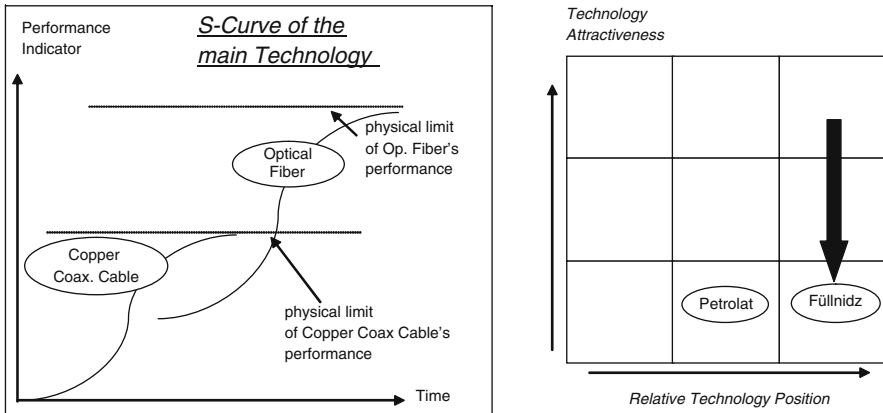 Performance
Indicator
S-Curve of the
main Technology
physical limit
of Op. Fiber's
performance
Optical
Fiber
Copper
Coax. Cable
physical limit
of Copper Coax Cable's
performance
Time
Technology
Attractiveness
Petrolat
Füllnidz
Relative Technology Position